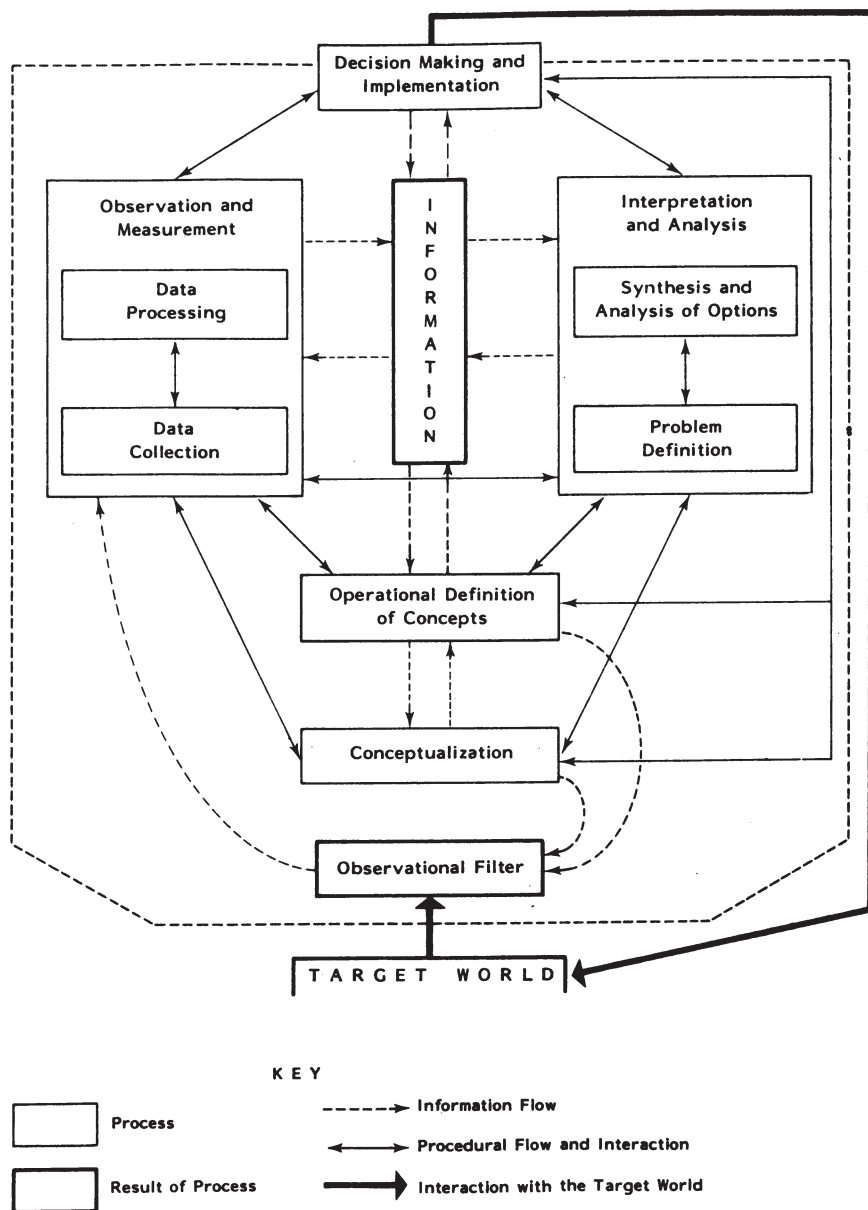 Decision Making and
Implementation
Observation and
Measurement
Data
Processing
Data
Collection
INFORMATION
Interpretation
and Analysis
Synthesis and
Analysis of Options
Problem
Definition
Operational Definition
of Concepts
Conceptualization
Observational Filter
TARGET WORLD
KEY
Process
Result of Process
Information Flow
Procedural Flow and Interaction
Interaction with the Target World